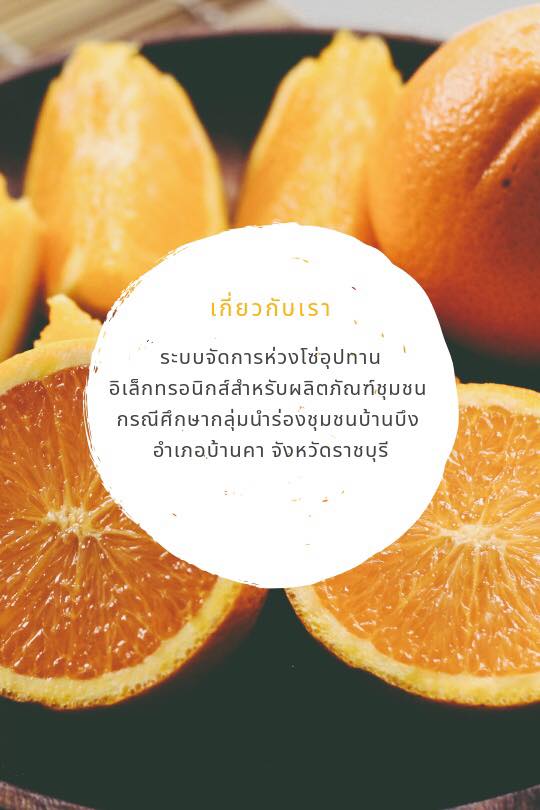 เกี่ยวกับเรา
ระบบจัดการห่วงโซ่อุปทาน
อิเล็กทรอนิกส์สำหรับผลิตภัณฑ์ชุมชน
กรณีศึกษากลุ่มนำร่องชุมชนบ้านบึง
อำเภอบ้านคา จังหวัดราชบุรี